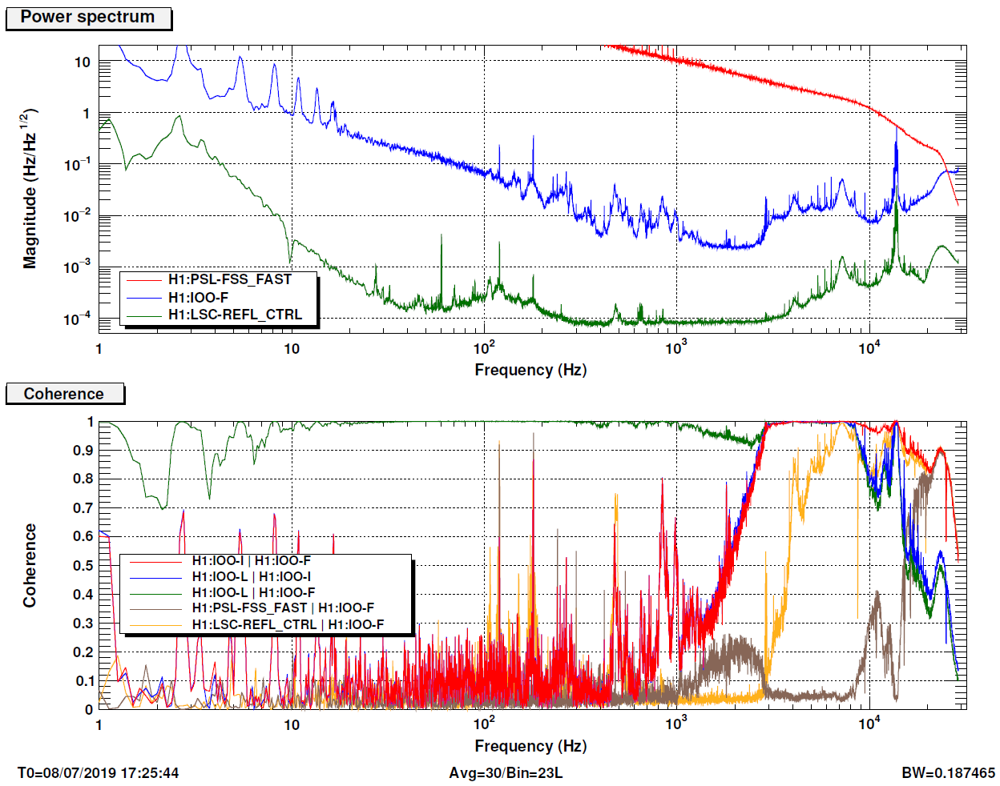 Power spectrum
Magnitude (Hz/Hz^1/2)
10
1
10^−1
10^−2
10^−3
10^−4
H1:PSL-FSS_FAST
H1:IOO-F
H1:LSC-REFL_CTRL
1 10 10^2 10^3 10^4
Frequency (Hz)
Coherence
Coherence
1
0.9
0.8
0.7
0.6
0.5
0.4
0.3
0.2
0.1
0
H1:IOO-I | H1:IOO-F
H1:IOO-L | H1:IOO-I
H1:IOO-L | H1:IOO-F
H1:PSL-FSS_FAST | H1:IOO-F
H1:LSC-REFL_CTRL | H1:IOO-F
1 10 10^2 10^3 10^4
Frequency (Hz)
T0=08/07/2019 17:25:44 Avg=30/Bin=23L BW=0.187465